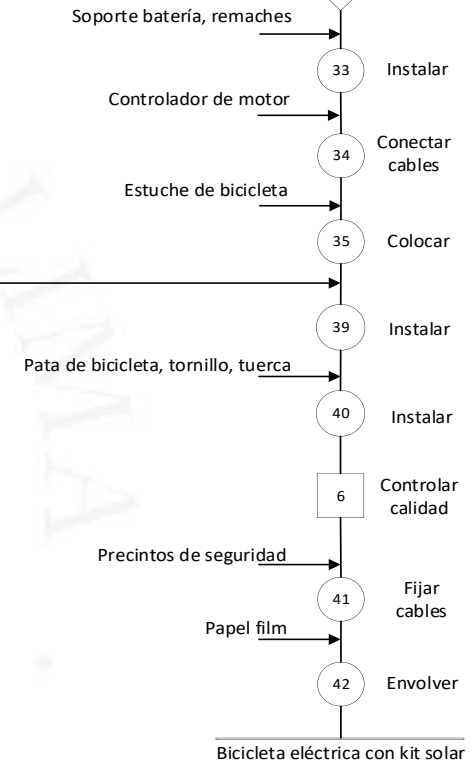 Soporte batería, remaches
33
Instalar
Controlador de motor
34
Conectar
cables
Estuche de bicicleta
35
Colocar
39
Instalar
Pata de bicicleta, tornillo, tuerca
40
Instalar
6
Controlar
calidad
Precintos de seguridad
41
Fijar
cables
Papel film
42
Envolver
Bicicleta eléctrica con kit solar